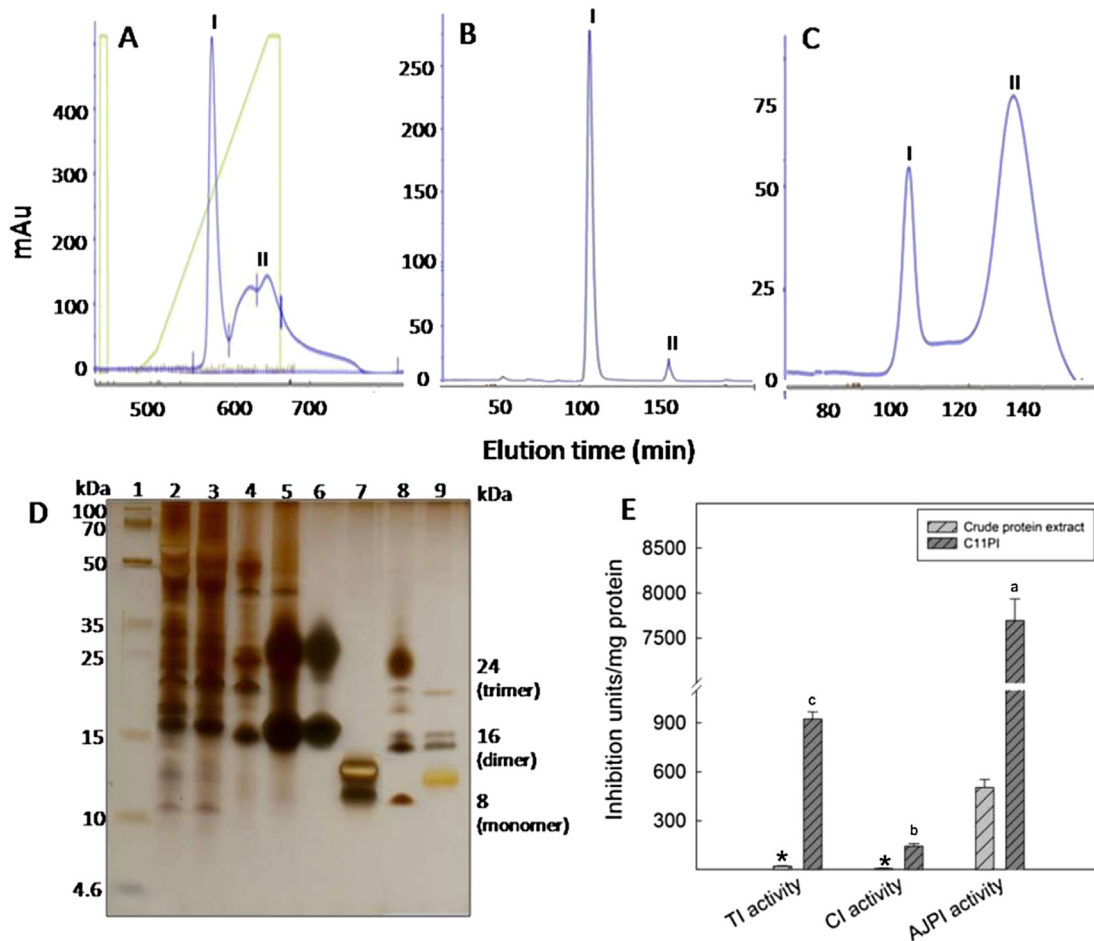 A
I
II
mAu
400
300
200
100
0
500 600 700
B
I
II
250
200
150
100
50
0
50 100 150
C
I
II
75
50
25
0
80 100 120 140
Elution time (min)
D
kDa 1 2 3 4 5 6 7 8 9 kDa
100
70
50
35
25
15
10
4.6
24
(trimer)
16
(dimer)
8
(monomer)
E
Crude protein extract
C11PI
Inhibition units/mg protein
8500
8000
7500
900
600
300
* c
* b
a
TI activity CI activity AJPI activity